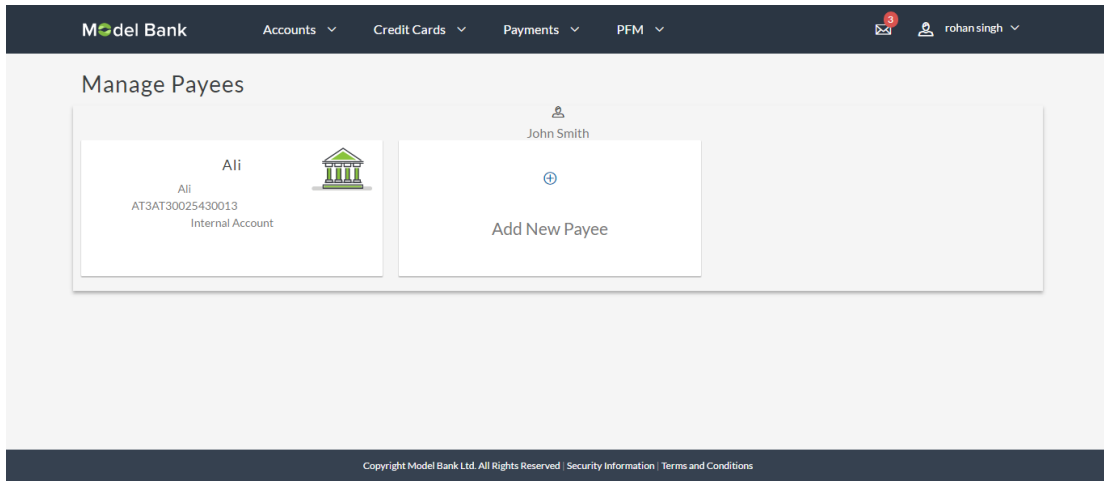 Model Bank Accounts Credit Cards Payments PFM 3 rohan singh
Manage Payees
John Smith
Ali
Ali
AT3AT30025430013
Internal Account
Add New Payee
Copyright Model Bank Ltd. All Rights Reserved | Security Information | Terms and Conditions